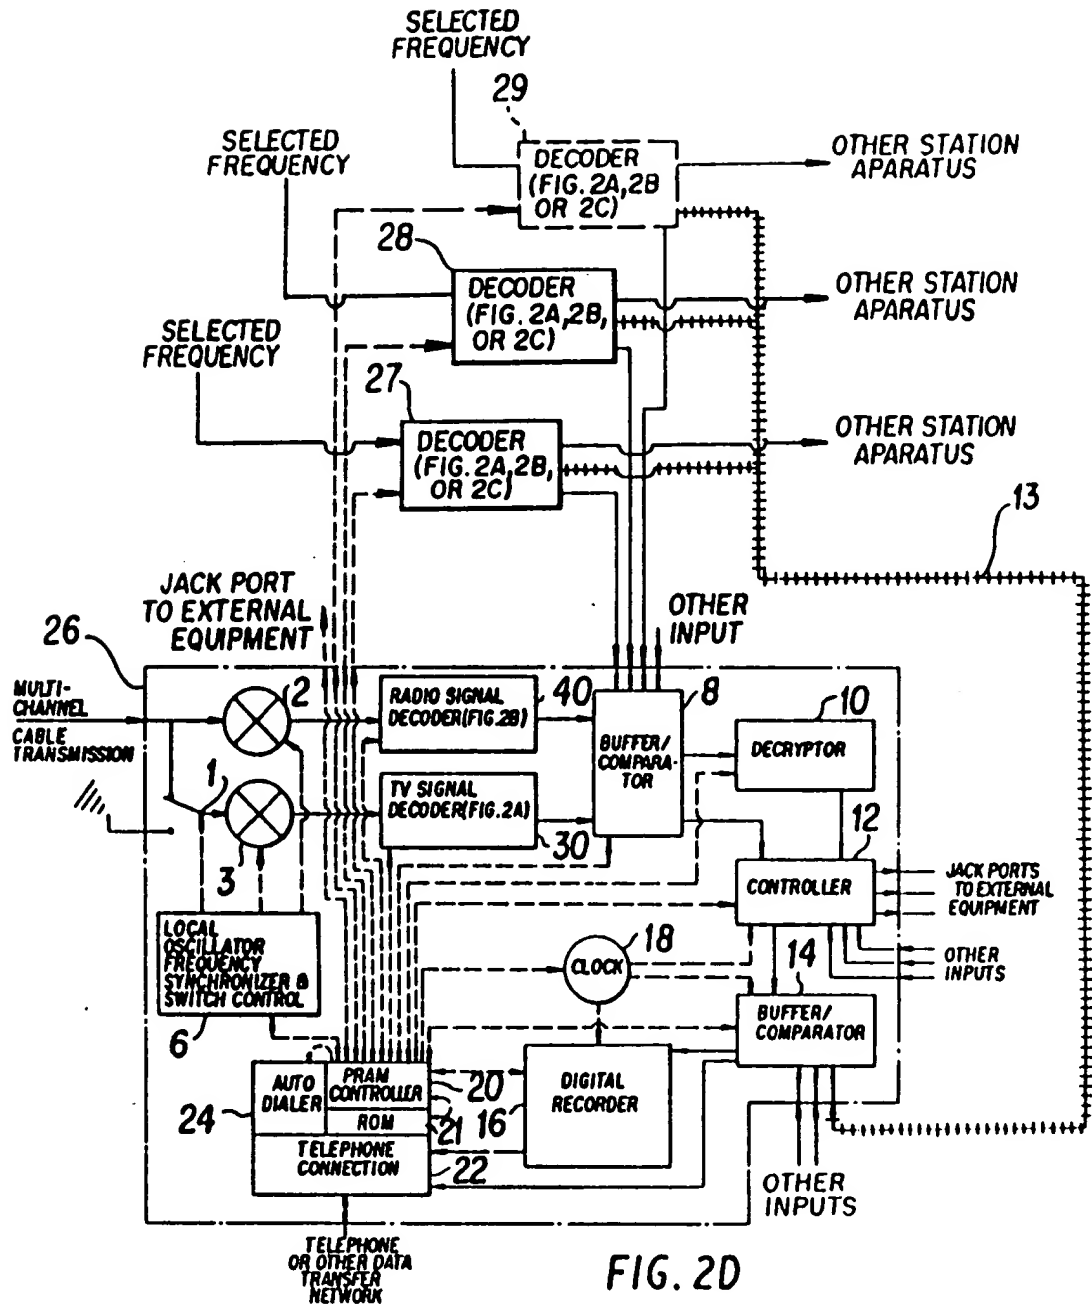 SELECTED
FREQUENCY
29
SELECTED
FREQUENCY
DECODER
(FIG. 2A, 2B
OR 2C)
OTHER STATION
APPARATUS
28
DECODER
(FIG. 2A, 2B,
OR 2C)
OTHER STATION
APARATUS
SELECTED
FREQUENCY
27
DECODER
(FIG. 2A, 2B,
OR 2C)
OTHER STATION
APARATUS
13
JACK PORT
TO EXTERNAL
EQUIPMENT
OTHER
INPUT
26
MULTI-
CHANNEL
CABLE
TRANSMISSION
2
RADIO SIGNAL
DECODER (FIG. 2B)
40
8
BUFFER/
COMPARA-
TOR
10
DECRYPTOR
1
3
TV SIGNAL
DECODER (FIG. 2A)
30
12
CONTROLLER
JACK PORTS
TO EXTERNAL
EQUIPMENT
LOCAL
OSCILLATOR
FREQUENCY
SYNCHRONIZER &
SWITCH CONTROL
6
18
CLOCK
OTHER
INPUTS
14
BUFFER/
COMPARATOR
AUTO
DIALER
PRAM
CONTROLLER
20
24
ROM
21
16
DIGITAL
RECORDER
TELEPHONE
CONNECTION
22
OTHER
INPUTS
TELEPHONE
OR OTHER DATA
TRANSFER
NETWORK
FIG. 2D